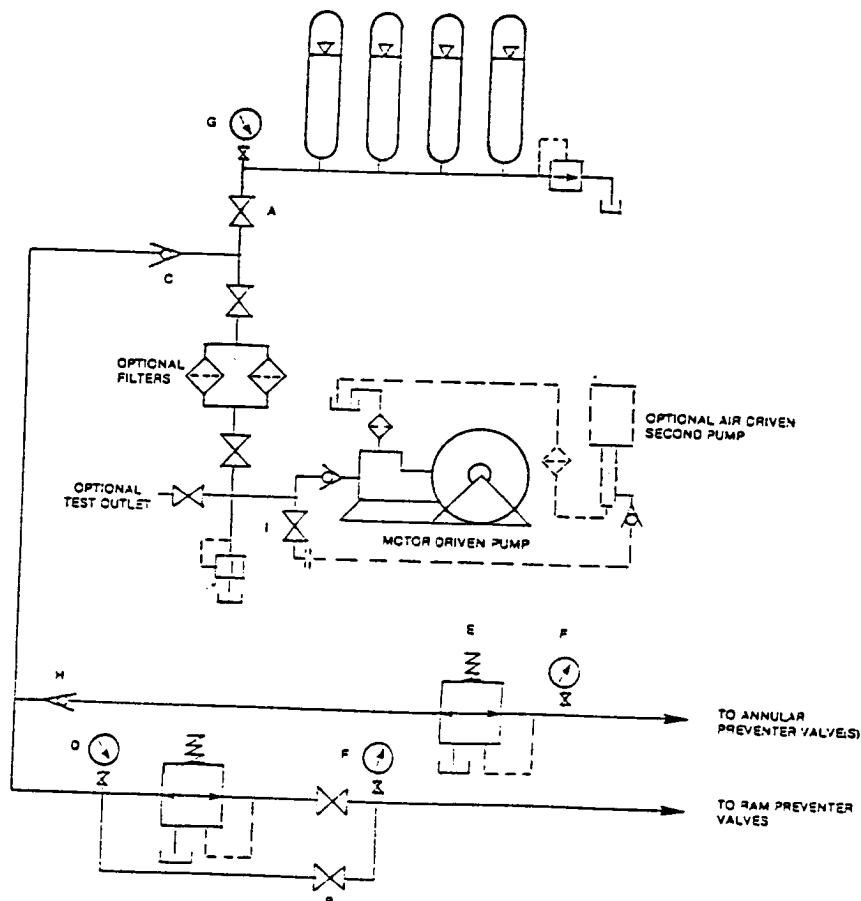 G
A
C
OPTIONAL
FILTERS
OPTIONAL AIR DRIVEN
SECOND PUMP
OPTIONAL
TEST OUTLET
I
MOTOR DRIVEN PUMP
E
F
H
TO ANNULAR
PREVENTER VALVE(S)
D
F
TO RAM PREVENTER
VALVES